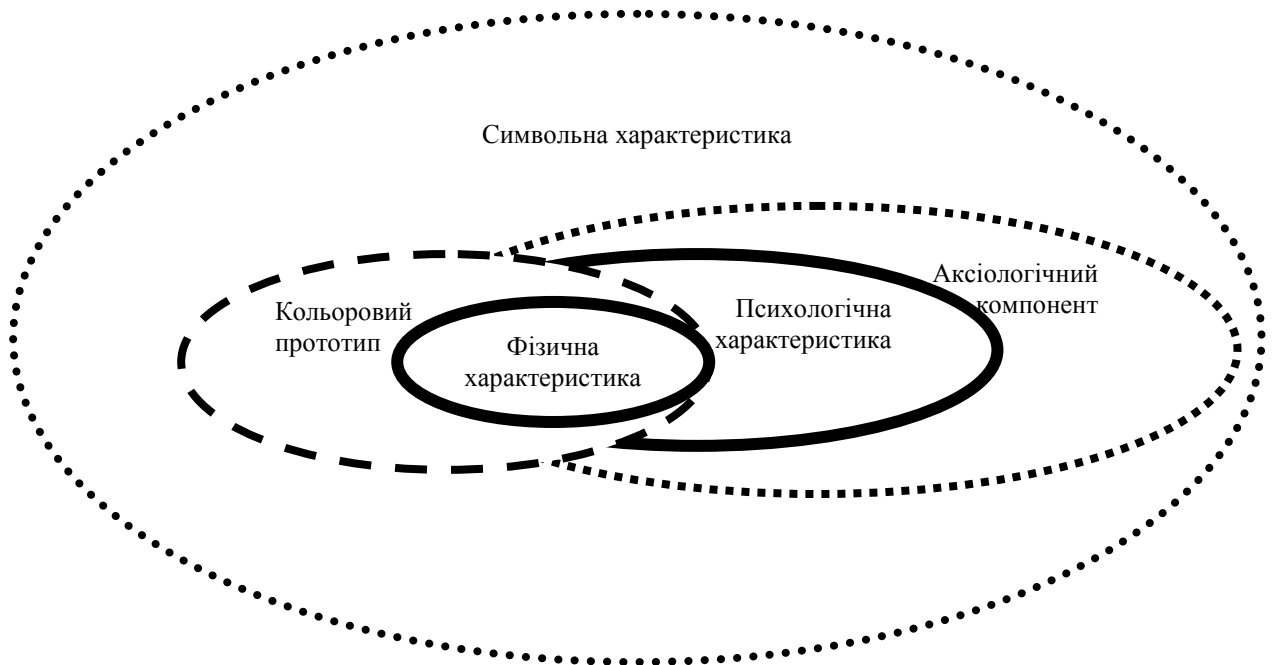 Символьна характеристика
Аксіологічний
компонент
Кольоровий
прототип
Психологічна
характеристика
Фізична
характеристика